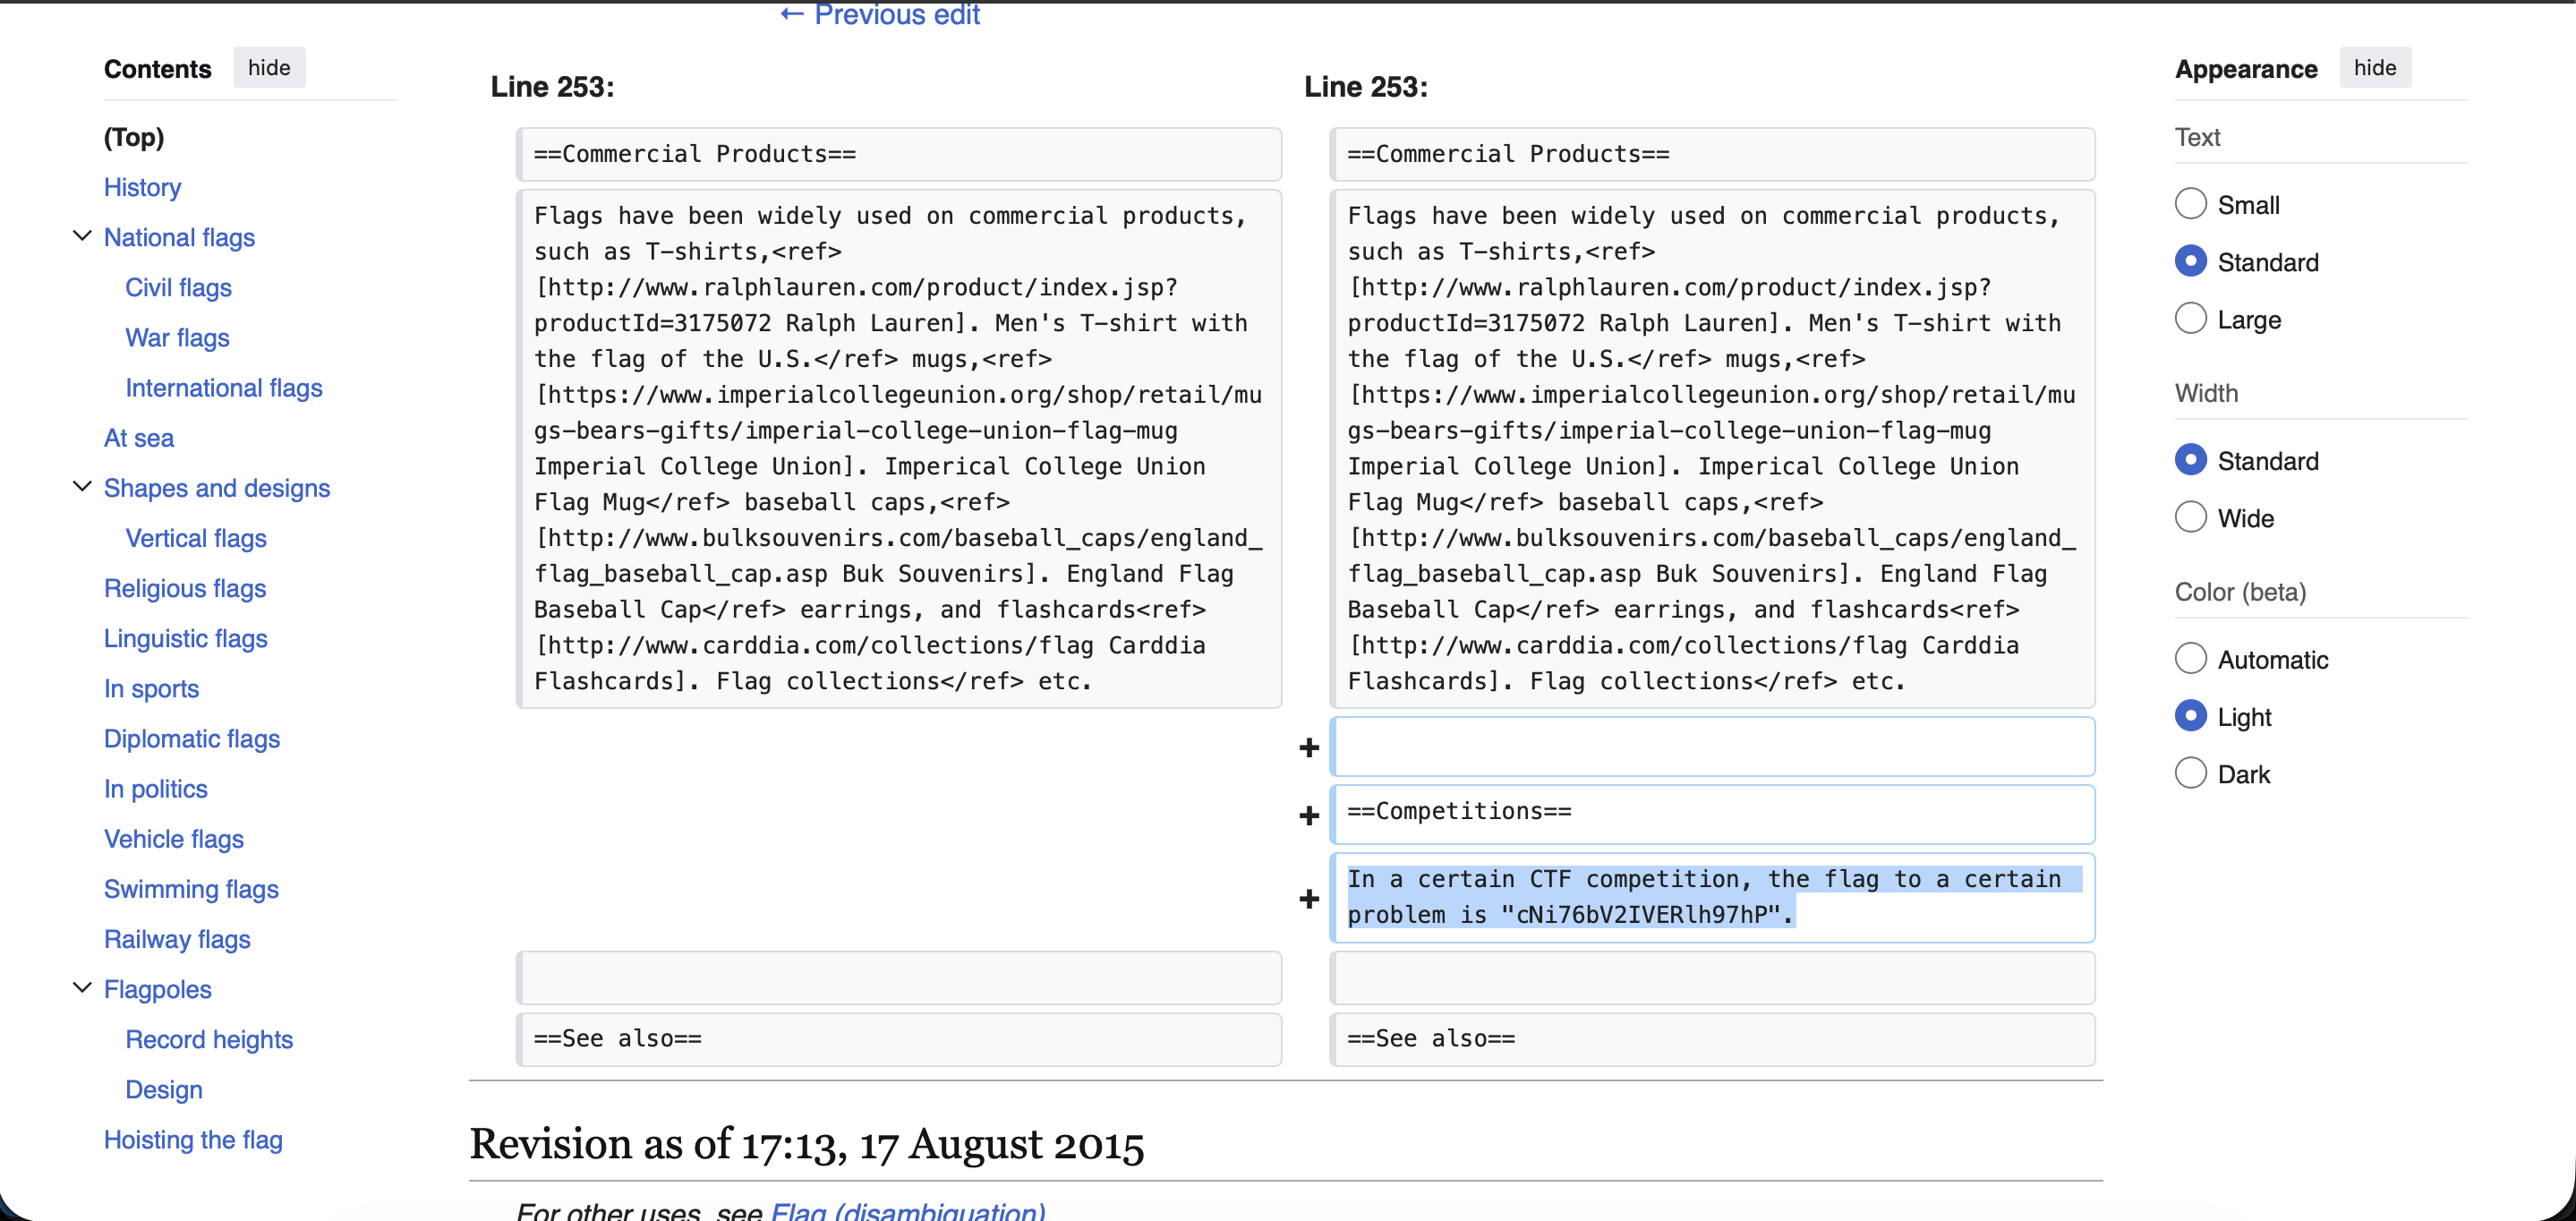 ← Previous edit
Contents hide
(Top)
History
National flags
Civil flags
War flags
International flags
At sea
Shapes and designs
Vertical flags
Religious flags
Linguistic flags
In sports
Diplomatic flags
In politics
Vehicle flags
Swimming flags
Railway flags
Flagpoles
Record heights
Design
Hoisting the flag
Line 253:
==Commercial Products==
Flags have been widely used on commercial products,
such as T-shirts,<ref>
[http://www.ralphlauren.com/product/index.jsp?
productId=3175072 Ralph Lauren]. Men's T-shirt with
the flag of the U.S.</ref> mugs,<ref>
[https://www.imperialcollegeunion.org/shop/retail/mu
gs-bears-gifts/imperial-college-union-flag-mug
Imperial College Union]. Imperical College Union
Flag Mug</ref> baseball caps,<ref>
[http://www.bulksouvenirs.com/baseball_caps/england_
flag_baseball_cap.asp Buk Souvenirs]. England Flag
Baseball Cap</ref> earrings, and flashcards<ref>
[http://www.carddia.com/collections/flag Carddia
Flashcards]. Flag collections</ref> etc.
==See also==
Line 253:
==Commercial Products==
Flags have been widely used on commercial products,
such as T-shirts,<ref>
[http://www.ralphlauren.com/product/index.jsp?
productId=3175072 Ralph Lauren]. Men's T-shirt with
the flag of the U.S.</ref> mugs,<ref>
[https://www.imperialcollegeunion.org/shop/retail/mu
gs-bears-gifts/imperial-college-union-flag-mug
Imperial College Union]. Imperical College Union
Flag Mug</ref> baseball caps,<ref>
[http://www.bulksouvenirs.com/baseball_caps/england_
flag_baseball_cap.asp Buk Souvenirs]. England Flag
Baseball Cap</ref> earrings, and flashcards<ref>
[http://www.carddia.com/collections/flag Carddia
Flashcards]. Flag collections</ref> etc.
+
+ ==Competitions==
+ In a certain CTF competition, the flag to a certain
problem is "cNi76bV2IVERlh97hP".
==See also==
Revision as of 17:13, 17 August 2015
For other uses, see Flag (disambiguation)
Appearance hide
Text
Small
Standard
Large
Width
Standard
Wide
Color (beta)
Automatic
Light
Dark